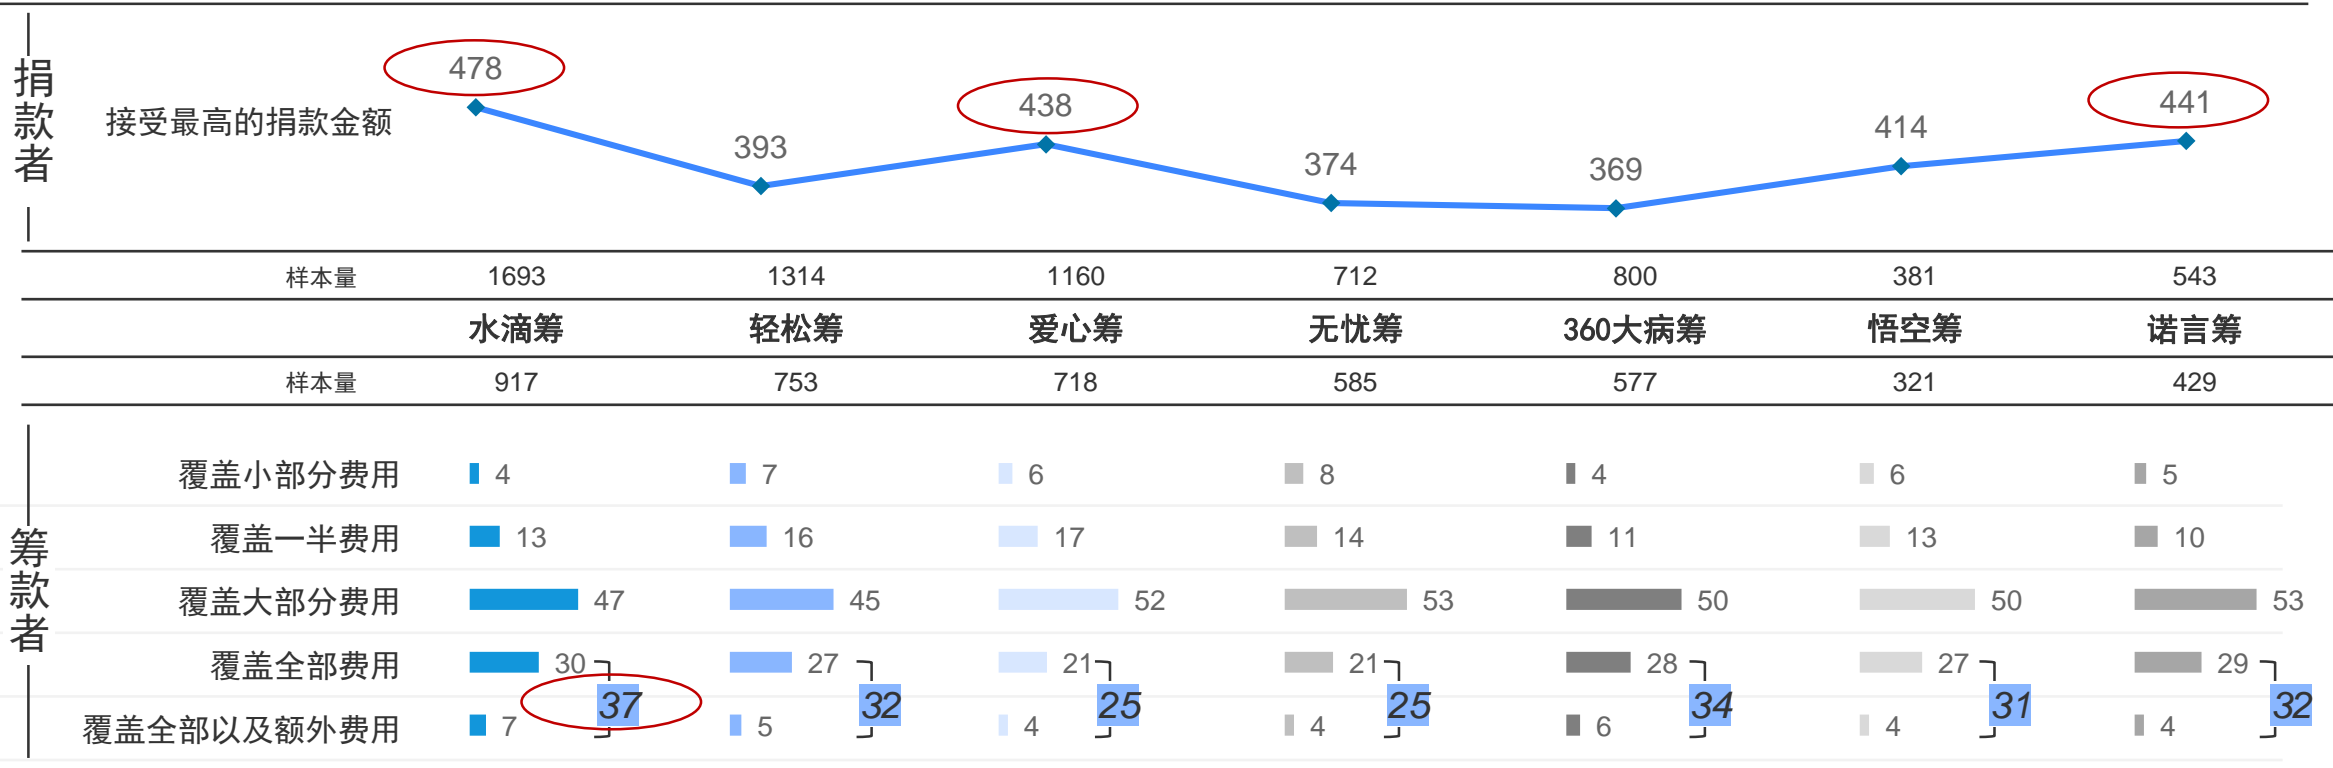 捐款者
接受最高的捐款金额
478 393 438 374 369 414 441
样本量 1693 1314 1160 712 800 381 543
水滴筹 轻松筹 爱心筹 无忧筹 360大病筹 悟空筹 诺言筹
样本量 917 753 718 585 577 321 429
筹款者
覆盖小部分费用 4 7 6 8 4 6 5
覆盖一半费用 13 16 17 14 11 13 10
覆盖大部分费用 47 45 52 53 50 50 53
覆盖全部费用 30 27 21 21 28 27 29
37 32 25 25 34 31 32
覆盖全部以及额外费用 7 5 4 4 6 4 4